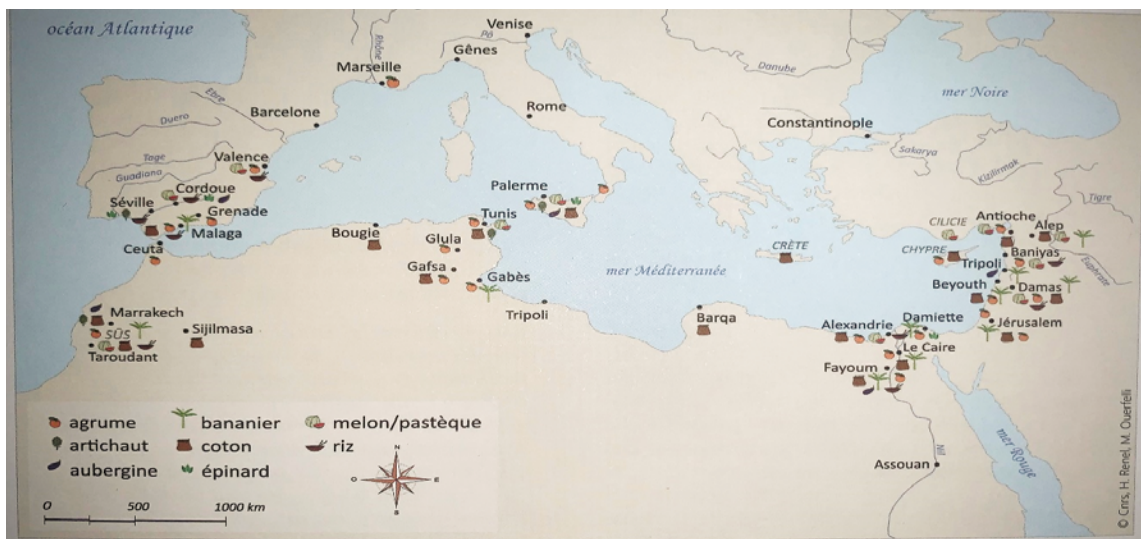 océan Atlantique
Venise
Pô
Rhône
Gênes
Danube
Marseille
mer Noire
Ebre
Barcelone
Rome
Duero
Constantinople
Sakarya
Kizilirmak
Tage
Valence
Guadiana
Cordoue
Palerme
Tigre
Séville
Grenade
Tunis
CILICIE
Antioche
Alep
Malaga
Bougie
Glula
CRÈTE
CHYPRE
Baniyas
Ceuta
mer Méditerranée
Tripoli
Euphrate
Gafsa
Gabès
Beyouth
Damas
Marrakech
Tripoli
Barqa
Alexandrie
Damiette
Jérusalem
SÛS
Sijilmasa
Taroudant
Le Caire
Fayoum
agrume
bananier
melon/pastèque
artichaut
coton
riz
aubergine
épinard
N
O
E
S
Assouan
Nil
mer Rouge
0 500 1000 km
© Cnrs, H. Renel, M. Ouerfelli